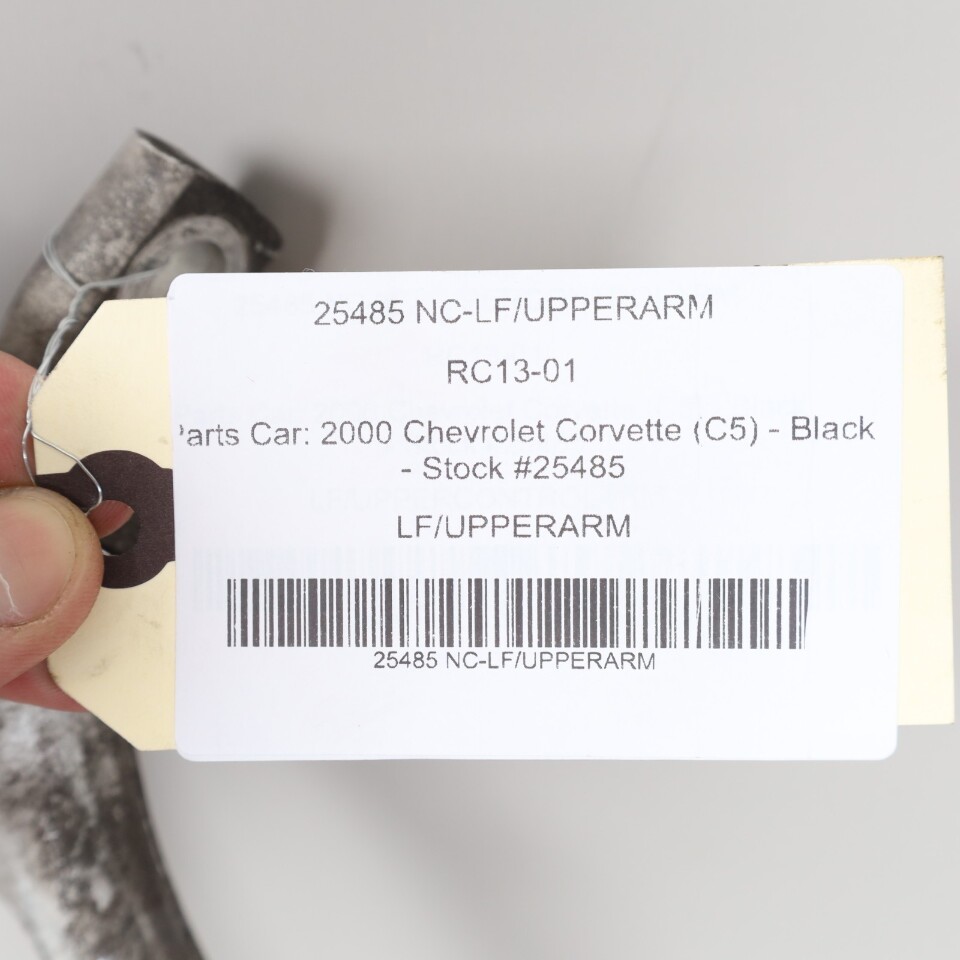 25485 NC-LF/UPPERARM
RC13-01
arts Car: 2000 Chevrolet Corvette (C5) - Black
- Stock #25485
LF/UPPERARM
25485 NC-LF/UPPERARM